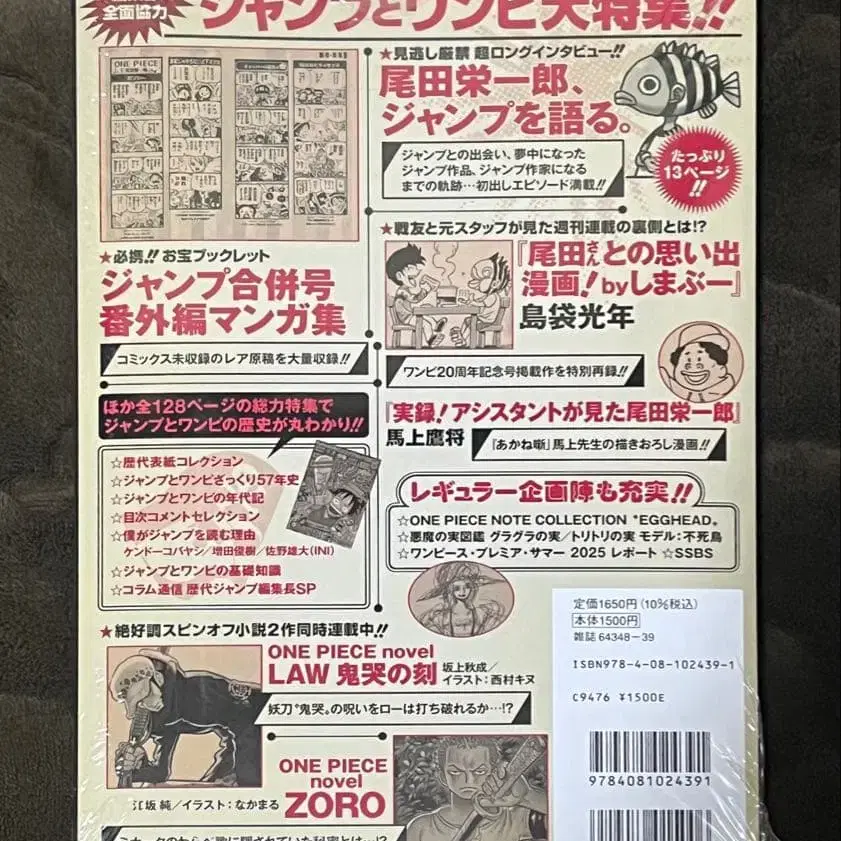 全面協力
ジャンプとワンピ大特集!!
ONE PIECE
★見逃し厳禁 超ロングインタビュー!!
尾田栄一郎、
ジャンプを語る。
ジャンプとの出会い、夢中になった
ジャンプ作品、ジャンプ作家になる
までの軌跡…初出しエピソード満載!!
たっぷり
13ページ
!!
★必携!! お宝ブックレット
ジャンプ合併号
番外編マンガ集
コミックス未収録のレア原稿を大量収録!!
★戦友と元スタッフが見た週刊連載の裏側とは!?
『尾田さんとの思い出
漫画!byしまぶー』
島袋光年
ワンピ20周年記念号掲載作を特別再録!!
『実録!アシスタントが見た尾田栄一郎』
馬上鷹将
『あかね噺』馬上先生の描きおろし漫画!!
ほか全128ページの総力特集で
ジャンプとワンピの歴史が丸わかり!!
☆歴代表紙コレクション
☆ジャンプとワンピざっくり57年史
☆ジャンプとワンピの年代記
☆目次コメントセレクション
☆僕がジャンプを読む理由
ケンドーコバヤシ/増田俊樹/佐野雄大(INI)
☆ジャンプとワンピの基礎知識
☆コラム通信 歴代ジャンプ編集長SP
レギュラー企画陣も充実!!
☆ONE PIECE NOTE COLLECTION “EGGHEAD”
☆悪魔の実図鑑 グラグラの実/トリトリの実 モデル:不死鳥
☆ワンピース・プレミア・サマー 2025 レポート ☆SSBS
★絶好調スピンオフ小説2作同時連載中!!
ONE PIECE novel
LAW 鬼哭の刻
坂上秋成/
イラスト:西村キヌ
妖刀“鬼哭”の呪いをローは打ち破れるか…!?
ONE PIECE
novel
ZORO
江坂 純/イラスト:なかまる
定価1650円(10%税込)
本体1500円
雑誌 64348-39
ISBN978-4-08-102439-1
C9476 ¥1500E
9784081024391